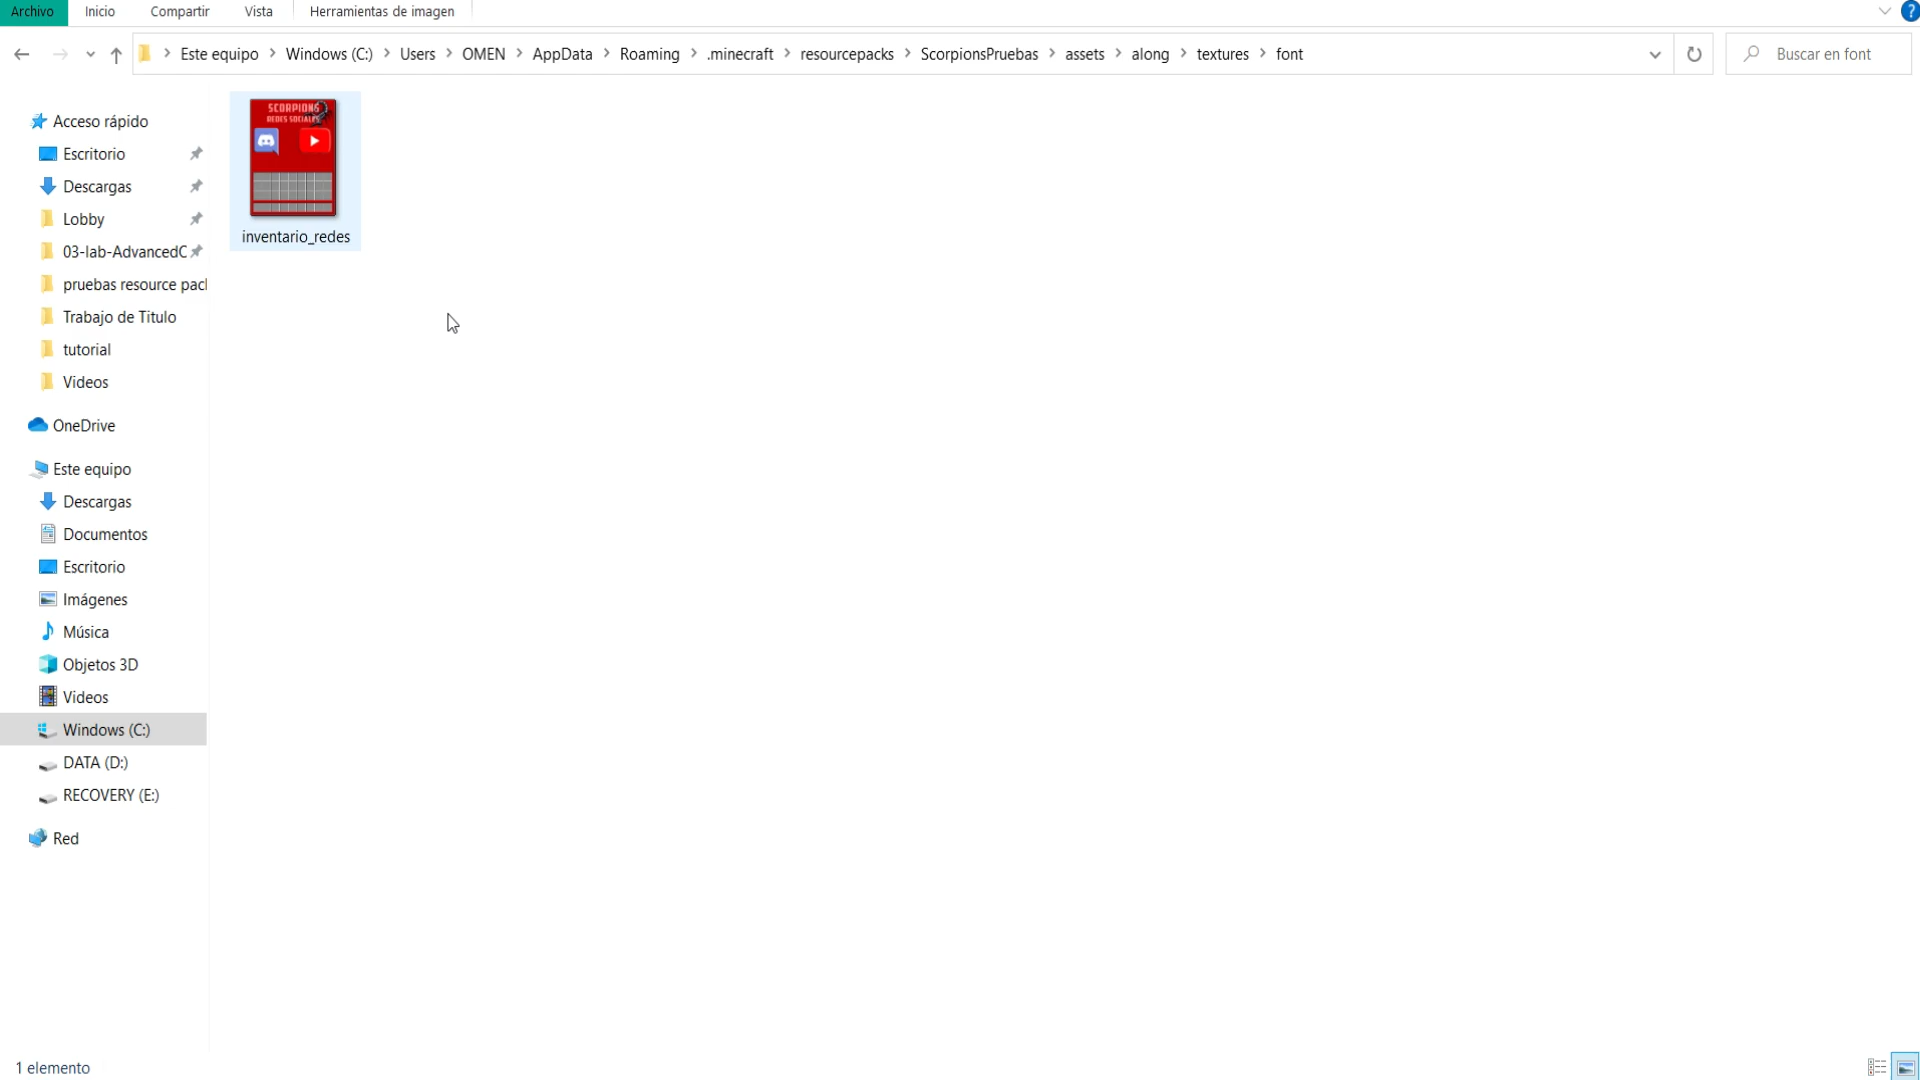 Archivo Inicio Compartir Vista Herramientas de imagen
Este equipo Windows (C:) Users OMEN AppData Roaming .minecraft resourcepacks ScorpionsPruebas assets along textures font
Buscar en font
Acceso rápido
Escritorio
Descargas
Lobby
03-lab-AdvancedC
pruebas resource pacl
Trabajo de Titulo
tutorial
Videos
OneDrive
Este equipo
Descargas
Documentos
Escritorio
Imágenes
Música
Objetos 3D
Videos
Windows (C:)
DATA (D:)
RECOVERY (E:)
Red
SCORPIONS
REDES SOCIALES
inventario_redes
1 elemento